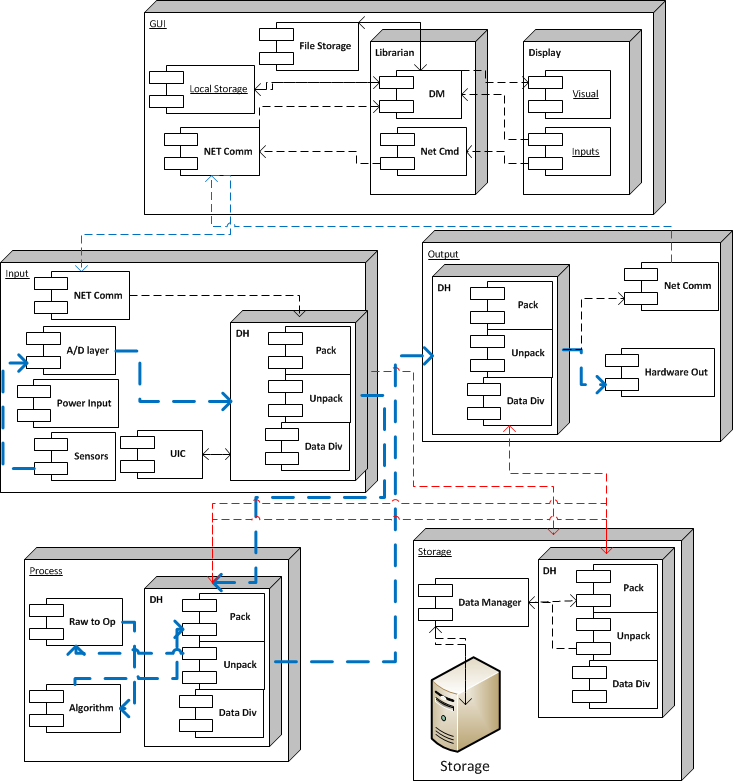 GUI
File Storage
Librarian
Display
Local Storage
DM
Visual
NET Comm
Net Cmd
Inputs
Input
NET Comm
DH
A/D layer
Pack
Power Input
Unpack
Sensors
UIC
Data Div
Output
DH
Net Comm
Pack
Unpack
Hardware Out
Data Div
Process
DH
Raw to Op
Pack
Unpack
Algorithm
Data Div
Storage
DH
Data Manager
Pack
Unpack
Data Div
Storage